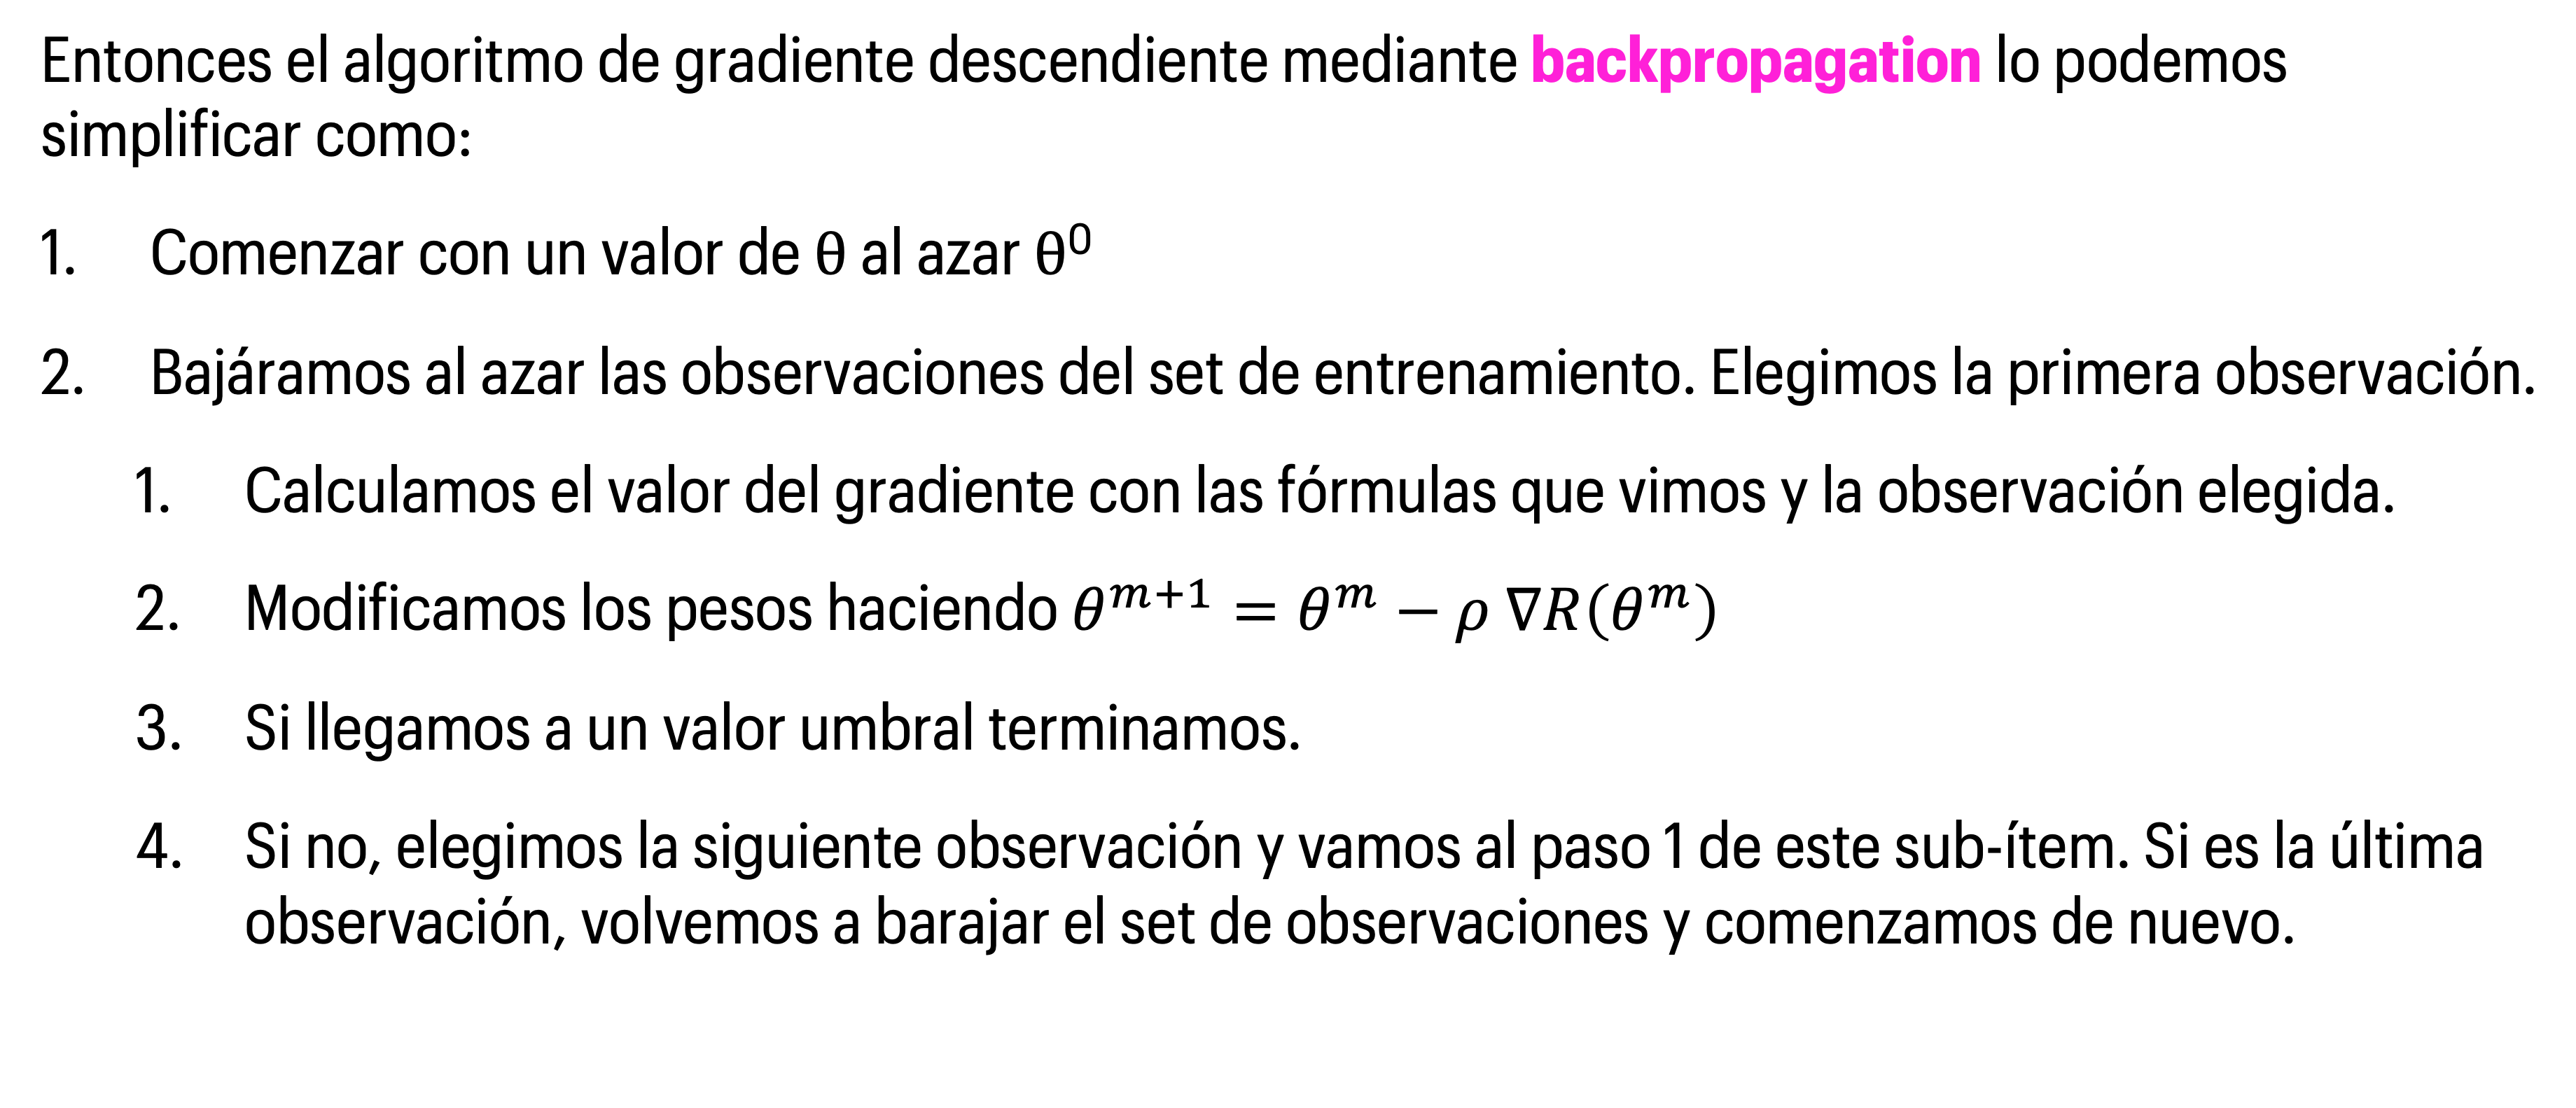 Entonces el algoritmo de gradiente descendiente mediante backpropagation lo podemos
simplificar como:
1. Comenzar con un valor de θ al azar θ⁰
2. Bajáramos al azar las observaciones del set de entrenamiento. Elegimos la primera observación.
1. Calculamos el valor del gradiente con las fórmulas que vimos y la observación elegida.
2. Modificamos los pesos haciendo θ^{m+1} = θ^m − ρ ∇R(θ^m)
3. Si llegamos a un valor umbral terminamos.
4. Si no, elegimos la siguiente observación y vamos al paso 1 de este sub-ítem. Si es la última
observación, volvemos a barajar el set de observaciones y comenzamos de nuevo.